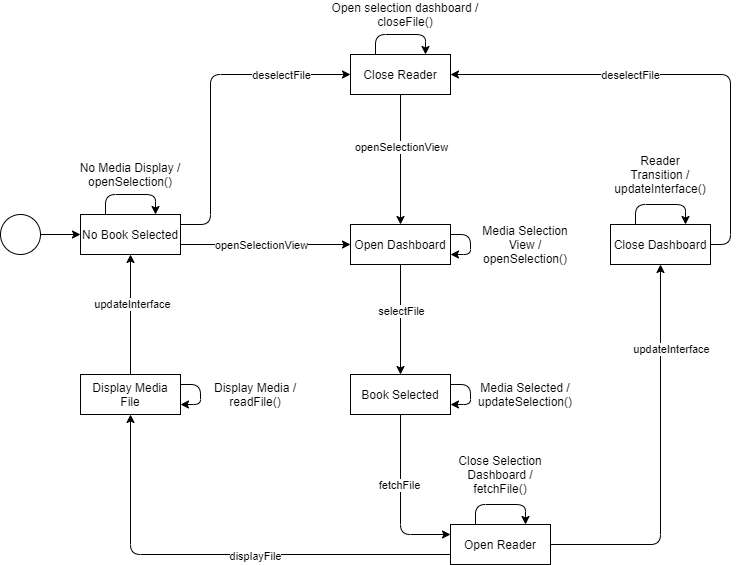 Open selection dashboard /
closeFile()
Close Reader
deselectFile
deselectFile
openSelectionView
No Media Display /
openSelection()
Reader
Transition /
updateInterface()
No Book Selected
openSelectionView
Open Dashboard
Media Selection
View /
openSelection()
Close Dashboard
updateInterface
selectFile
updateInterface
Display Media
File
Display Media /
readFile()
Book Selected
Media Selected /
updateSelection()
fetchFile
Close Selection
Dashboard /
fetchFile()
Open Reader
displayFile